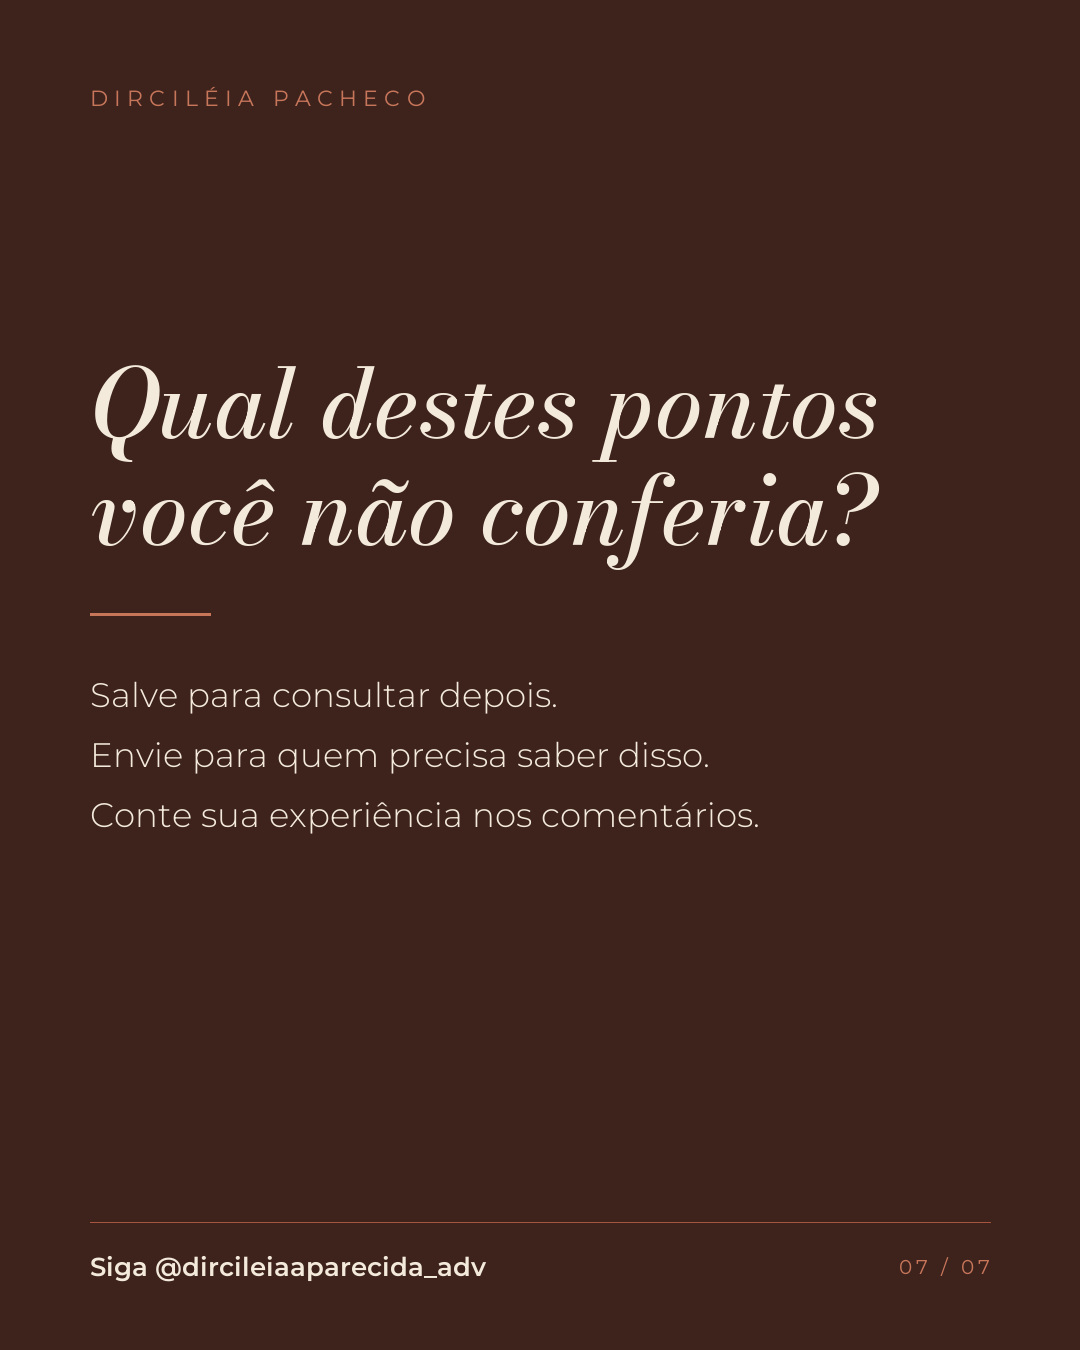 DIRCILÉIA PACHECO
Qual destes pontos
você não conferia?
Salve para consultar depois.
Envie para quem precisa saber disso.
Conte sua experiência nos comentários.
Siga @dircileiaaparecida_adv
07 / 07